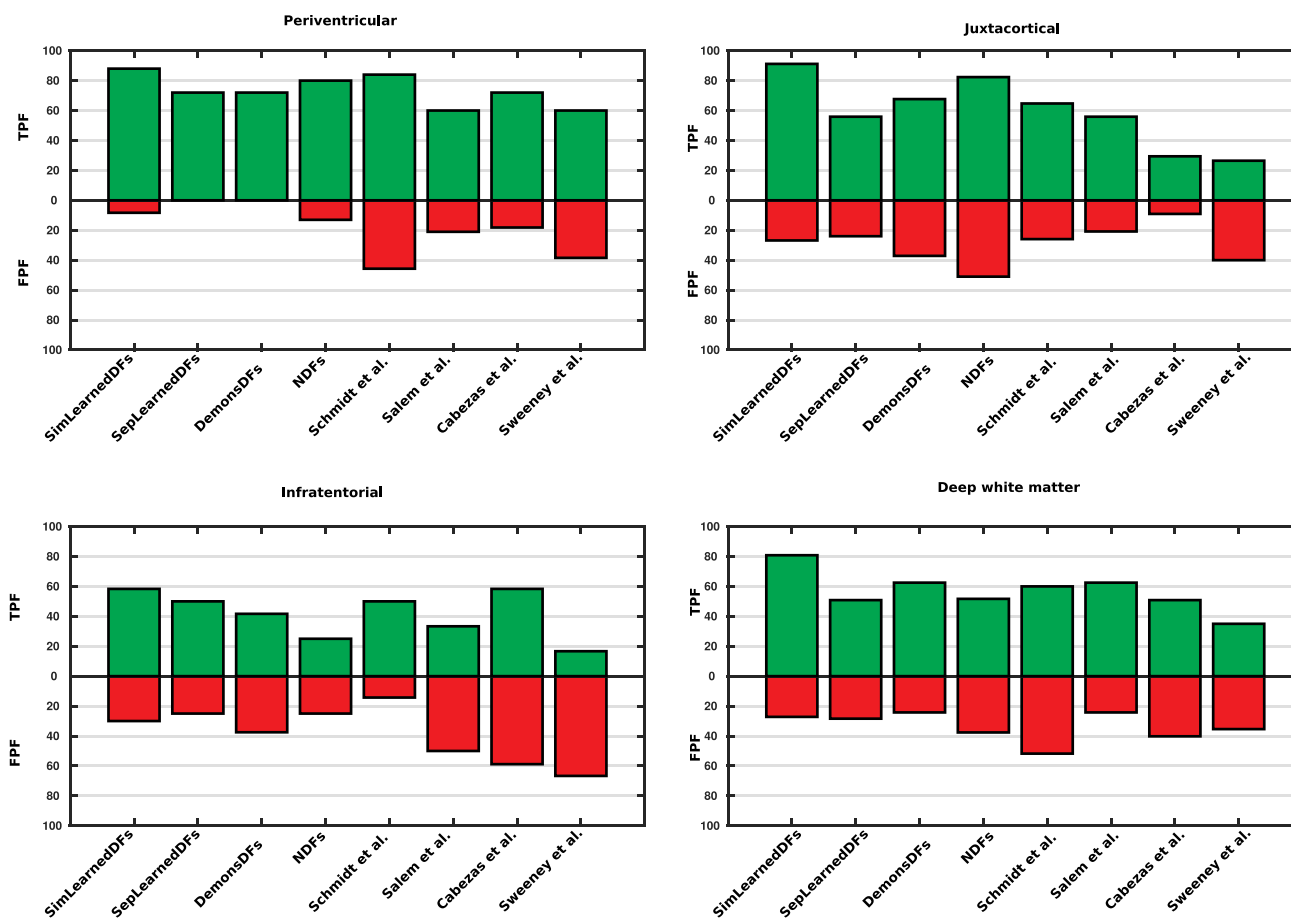 Periventricular
100
80
60
40
20
0
20
40
60
80
100
TPF
FPF
SimLearnedDFs
SepLearnedDFs
DemonsDFs
NDFs
Schmidt et al.
Salem et al.
Cabezas et al.
Sweeney et al.
Juxtacortical
100
80
60
40
20
0
20
40
60
80
100
TPF
FPF
SimLearnedDFs
SepLearnedDFs
DemonsDFs
NDFs
Schmidt et al.
Salem et al.
Cabezas et al.
Sweeney et al.
Infratentorial
100
80
60
40
20
0
20
40
60
80
100
TPF
FPF
SimLearnedDFs
SepLearnedDFs
DemonsDFs
NDFs
Schmidt et al.
Salem et al.
Cabezas et al.
Sweeney et al.
Deep white matter
100
80
60
40
20
0
20
40
60
80
100
TPF
FPF
SimLearnedDFs
SepLearnedDFs
DemonsDFs
NDFs
Schmidt et al.
Salem et al.
Cabezas et al.
Sweeney et al.